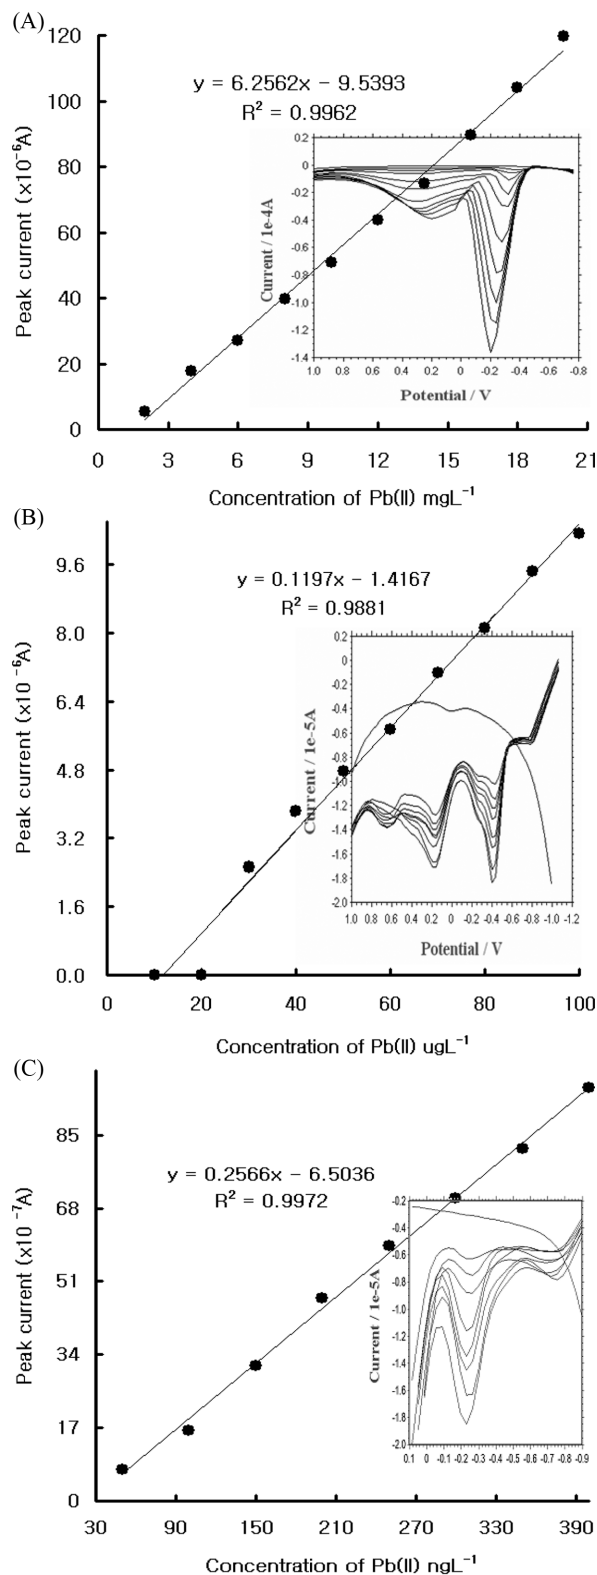 (A)
120
100
80
60
40
20
0
Peak current (x10⁻⁶A)
y = 6.2562x − 9.5393
R² = 0.9962
0.2
0
-0.2
-0.4
-0.6
-0.8
-1.0
-1.2
-1.4
Current / 1e-4A
1.0 0.8 0.6 0.4 0.2 0 -0.2 -0.4 -0.6 -0.8
Potential / V
0 3 6 9 12 15 18 21
Concentration of Pb(II) mgL⁻¹
(B)
9.6
8.0
6.4
4.8
3.2
1.6
0.0
Peak current (x10 ⁻⁶A)
y = 0.1197x − 1.4167
R² = 0.9881
0.2
0
-0.2
-0.4
-0.6
-0.8
-1.0
-1.2
-1.4
-1.6
-1.8
-2.0
Current / 1e-5A
1.0 0.8 0.6 0.4 0.2 0 -0.2 -0.4 -0.6 -0.8 -1.0 -1.2
Potential / V
0 20 40 60 80 100
Concentration of Pb(II) ugL⁻¹
(C)
85
68
51
34
17
0
Peak current (x10 ⁻⁷A)
y = 0.2566x − 6.5036
R² = 0.9972
-0.2
-0.4
-0.6
-0.8
-1.0
-1.2
-1.4
-1.6
-1.8
-2.0
Current / 1e-5A
0.1 0 -0.1 -0.2 -0.3 -0.4 -0.5 -0.6 -0.7 -0.8 -0.9
30 90 150 210 270 330 390
Concentration of Pb(II) ngL⁻¹